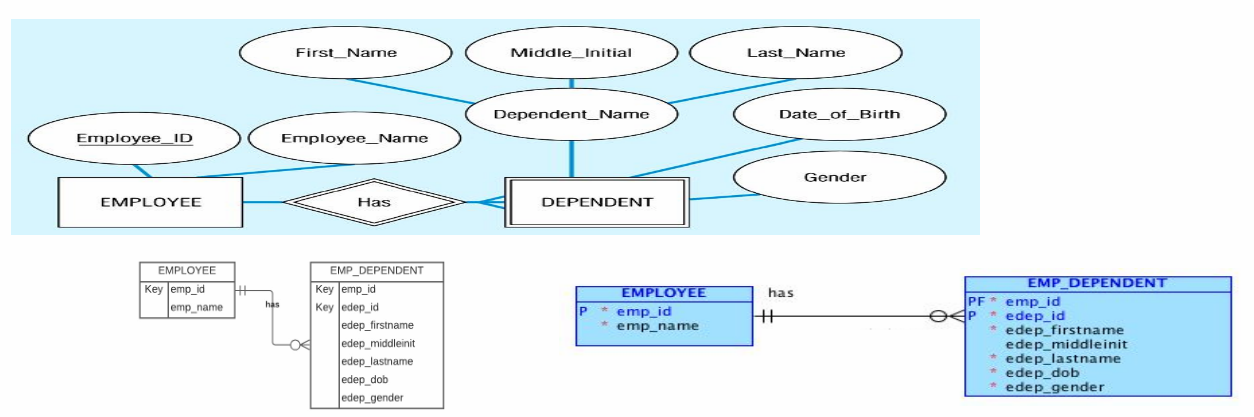 First_Name
Middle_Initial
Last_Name
Dependent_Name
Date_of_Birth
Employee_ID
Employee_Name
Gender
EMPLOYEE
Has
DEPENDENT
EMPLOYEE
Key emp_id
emp_name
has
EMP_DEPENDENT
Key emp_id
Key edep_id
edep_firstname
edep_middleinit
edep_lastname
edep_dob
edep_gender
EMPLOYEE
P * emp_id
* emp_name
has
EMP_DEPENDENT
PF * emp_id
P * edep_id
* edep_firstname
edep_middleinit
* edep_lastname
* edep_dob
* edep_gender